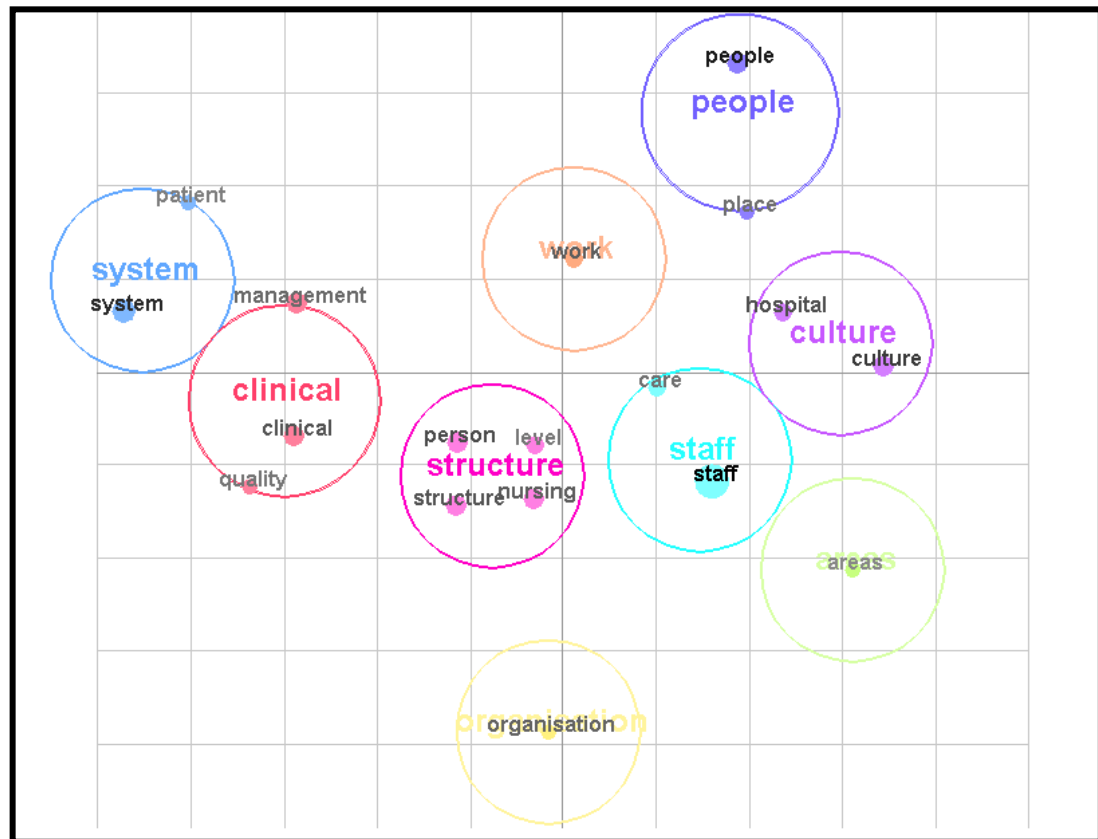 people
people
patient
place
work
work
system
system
management
hospital
culture
culture
care
clinical
clinical
person
level
structure
staff
staff
quality
structure
nursing
areas
areas
organisation
organisation